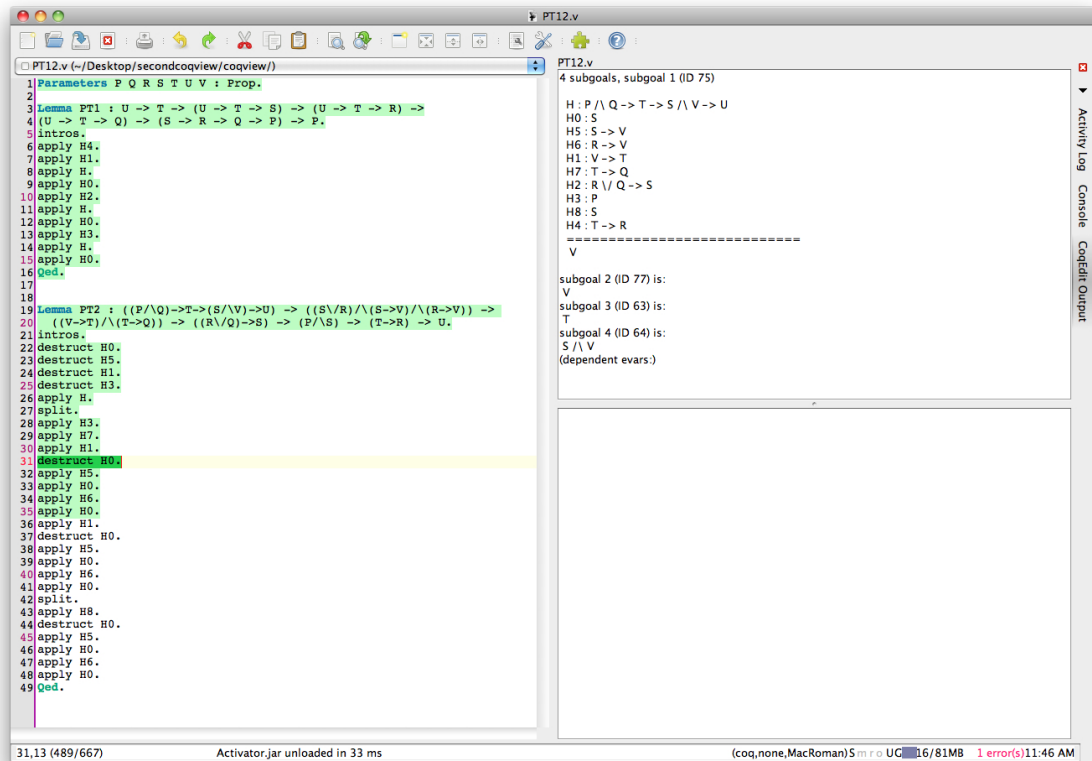 PT12.v
PT12.v (~/Desktop/secondcoqview/coqview/)
1 Parameters P Q R S T U V : Prop.
2
3 Lemma PT1 : U -> T -> (U -> T -> S) -> (U -> T -> R) ->
4 (U -> T -> Q) -> (S -> R -> Q -> P) -> P.
5 intros.
6 apply H4.
7 apply H1.
8 apply H.
9 apply H0.
10 apply H2.
11 apply H.
12 apply H0.
13 apply H3.
14 apply H.
15 apply H0.
16 Qed.
17
18
19 Lemma PT2 : ((P/\Q)->T->(S/\V)->U) -> ((S\/R)/\(S->V)/\(R->V)) ->
20 ((V->T)/\(T->Q)) -> ((R\/Q)->S) -> (P/\S) -> (T->R) -> U.
21 intros.
22 destruct H0.
23 destruct H5.
24 destruct H1.
25 destruct H3.
26 apply H.
27 split.
28 apply H3.
29 apply H7.
30 apply H1.
31 destruct H0.
32 apply H5.
33 apply H0.
34 apply H6.
35 apply H0.
36 apply H1.
37 destruct H0.
38 apply H5.
39 apply H0.
40 apply H6.
41 apply H0.
42 split.
43 apply H8.
44 destruct H0.
45 apply H5.
46 apply H0.
47 apply H6.
48 apply H0.
49 Qed.
PT12.v
4 subgoals, subgoal 1 (ID 75)
H : P /\ Q -> T -> S /\ V -> U
H0 : S
H5 : S -> V
H6 : R -> V
H1 : V -> T
H7 : T -> Q
H2 : R \/ Q -> S
H3 : P
H8 : S
H4 : T -> R
============================
V
subgoal 2 (ID 77) is:
V
subgoal 3 (ID 63) is:
T
subgoal 4 (ID 64) is:
S /\ V
(dependent evars:)
Activity Log
Console
CoqEdit Output
31,13 (489/667)
Activator.jar unloaded in 33 ms
(coq,none,MacRoman)S m r o UG 16/81MB 1 error(s)11:46 AM